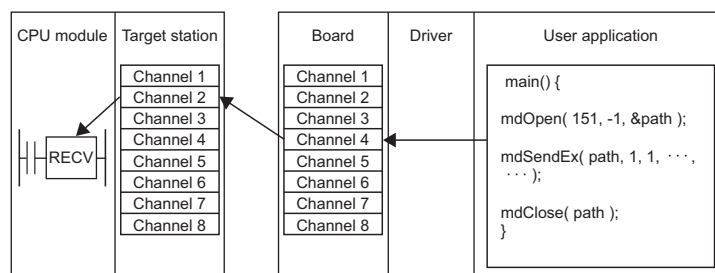 CPU module
Target station
Board
Driver
User application
Channel 1
Channel 2
Channel 3
Channel 4
Channel 5
Channel 6
Channel 7
Channel 8
RECV
Channel 1
Channel 2
Channel 3
Channel 4
Channel 5
Channel 6
Channel 7
Channel 8
main() {
mdOpen( 151, -1, &path );
mdSendEx( path, 1, 1, ･･･,
･･･ );
mdClose( path );
}